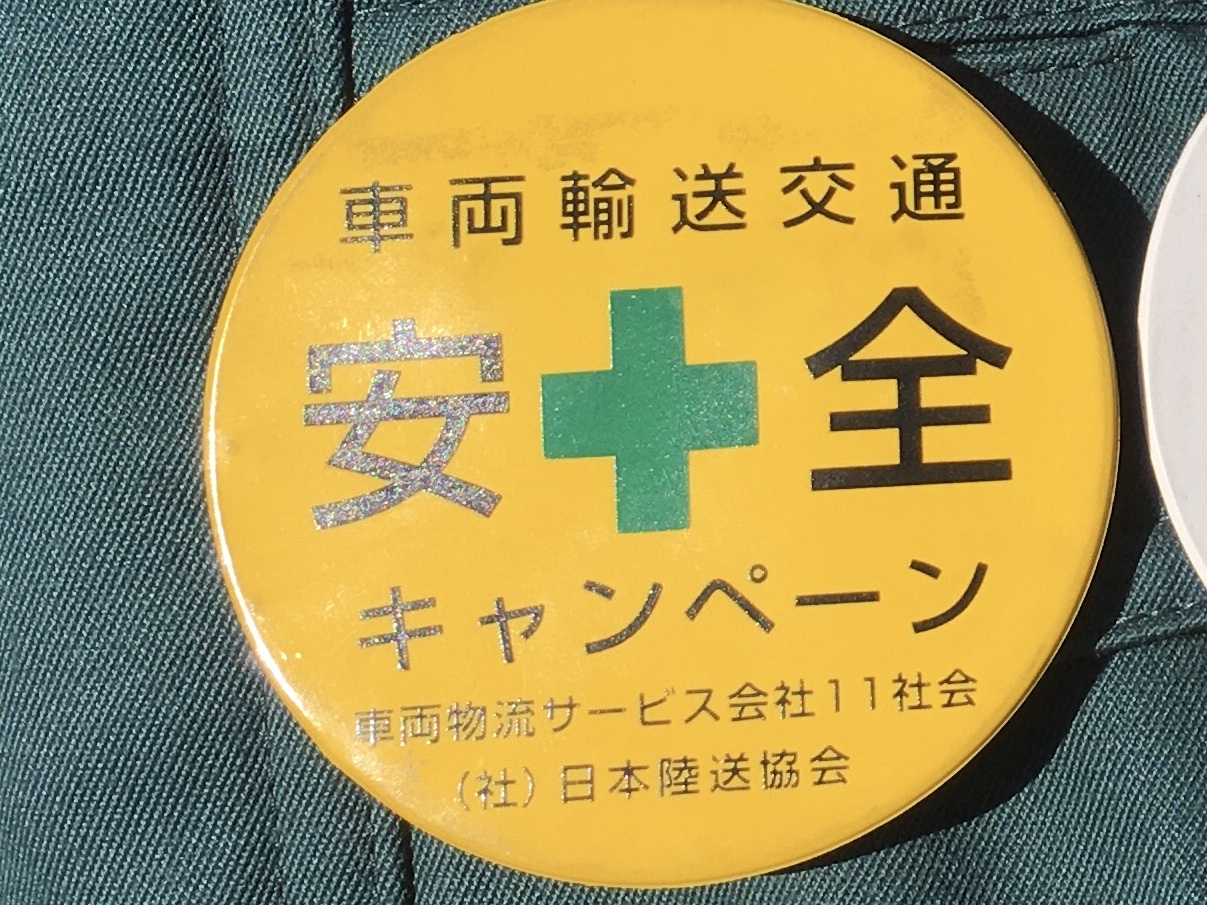 車両輸送交通
安全
キャンペーン
車両物流サービス会社11社会
(社)日本陸送協会